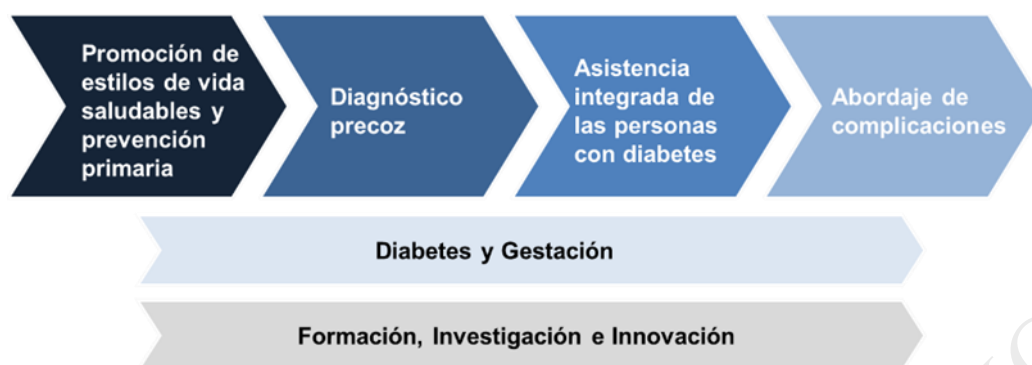 Promoción de
estilos de vida
saludables y
prevención
primaria
Diagnóstico
precoz
Asistencia
integrada de
las personas
con diabetes
Abordaje de
complicaciones
Diabetes y Gestación
Formación, Investigación e Innovación